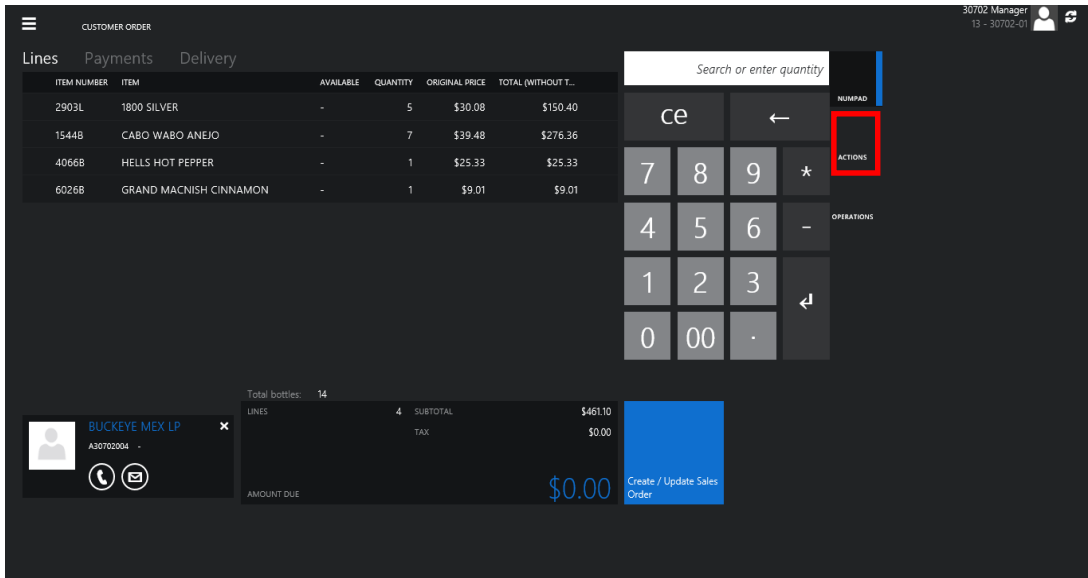 30702 Manager
13 - 30702-01
CUSTOMER ORDER
Lines Payments Delivery
ITEM NUMBER ITEM AVAILABLE QUANTITY ORIGINAL PRICE TOTAL (WITHOUT T...
2903L 1800 SILVER - 5 $30.08 $150.40
1544B CABO WABO ANEJO - 7 $39.48 $276.36
4066B HELLS HOT PEPPER - 1 $25.33 $25.33
6026B GRAND MACNISH CINNAMON - 1 $9.01 $9.01
Search or enter quantity
ce ←
7 8 9 *
4 5 6 -
1 2 3
0 00 .
NUMPAD
ACTIONS
OPERATIONS
Total bottles: 14
BUCKEYE MEX LP
A30702004 -
LINES 4 SUBTOTAL $461.10
TAX $0.00
AMOUNT DUE $0.00
Create / Update Sales
Order